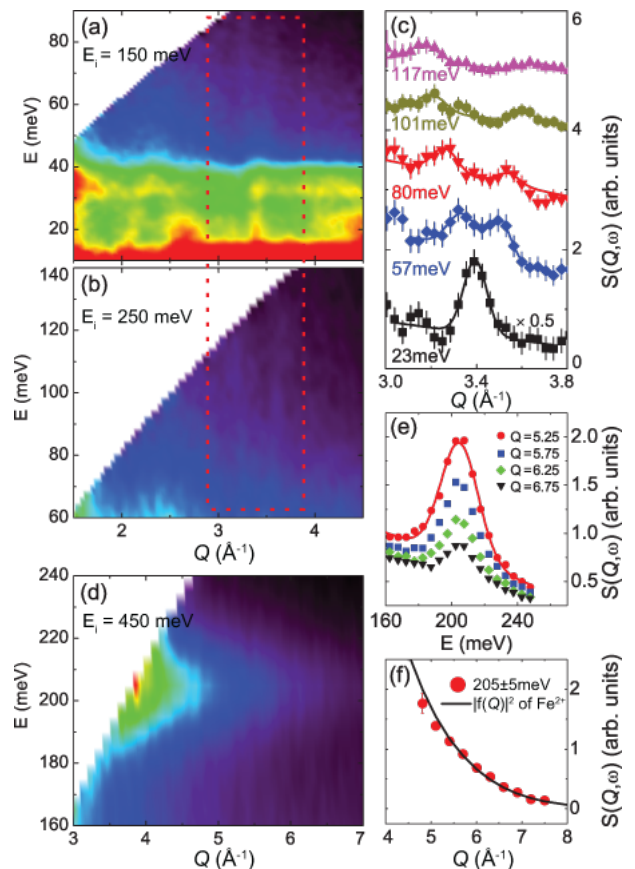 (a)
E_i = 150 meV
E (meV)
80
60
40
20
(b)
E_i = 250 meV
E (meV)
140
120
100
80
60
2
3
4
Q (Å⁻¹)
(c)
117meV
101meV
80meV
57meV
23meV
× 0.5
6
4
2
0
S(Q,ω) (arb. units)
3.0
3.4
3.8
Q (Å⁻¹)
(d)
E_i = 450 meV
E (meV)
240
220
200
180
160
3
4
5
6
7
Q (Å⁻¹)
(e)
Q=5.25
Q=5.75
Q=6.25
Q=6.75
2.0
1.5
1.0
0.5
S(Q,ω) (arb. units)
160
200
240
E (meV)
(f)
205±5meV
|f(Q)|² of Fe²⁺
2
1
0
S(Q,ω) (arb. units)
4
5
6
7
8
Q (Å⁻¹)